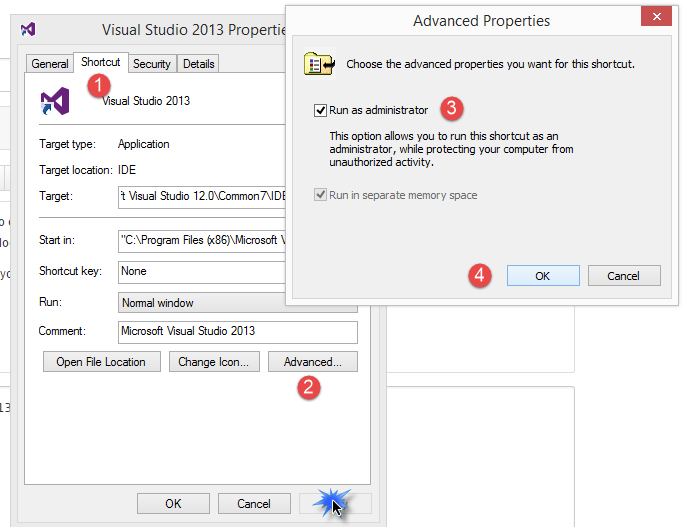 Visual Studio 2013 Propertie
General
Shortcut
Security
Details
1
Visual Studio 2013
Target type: Application
Target location: IDE
Target: Visual Studio 12.0\Common7\IDE
Start in: "C:\Program Files (x86)\Microsoft V
Shortcut key: None
Run: Normal window
Comment: Microsoft Visual Studio 2013
Open File Location
Change Icon...
Advanced...
2
OK
Cancel
Advanced Properties
Choose the advanced properties you want for this shortcut.
Run as administrator
3
This option allows you to run this shortcut as an
administrator, while protecting your computer from
unauthorized activity.
Run in separate memory space
4
OK
Cancel